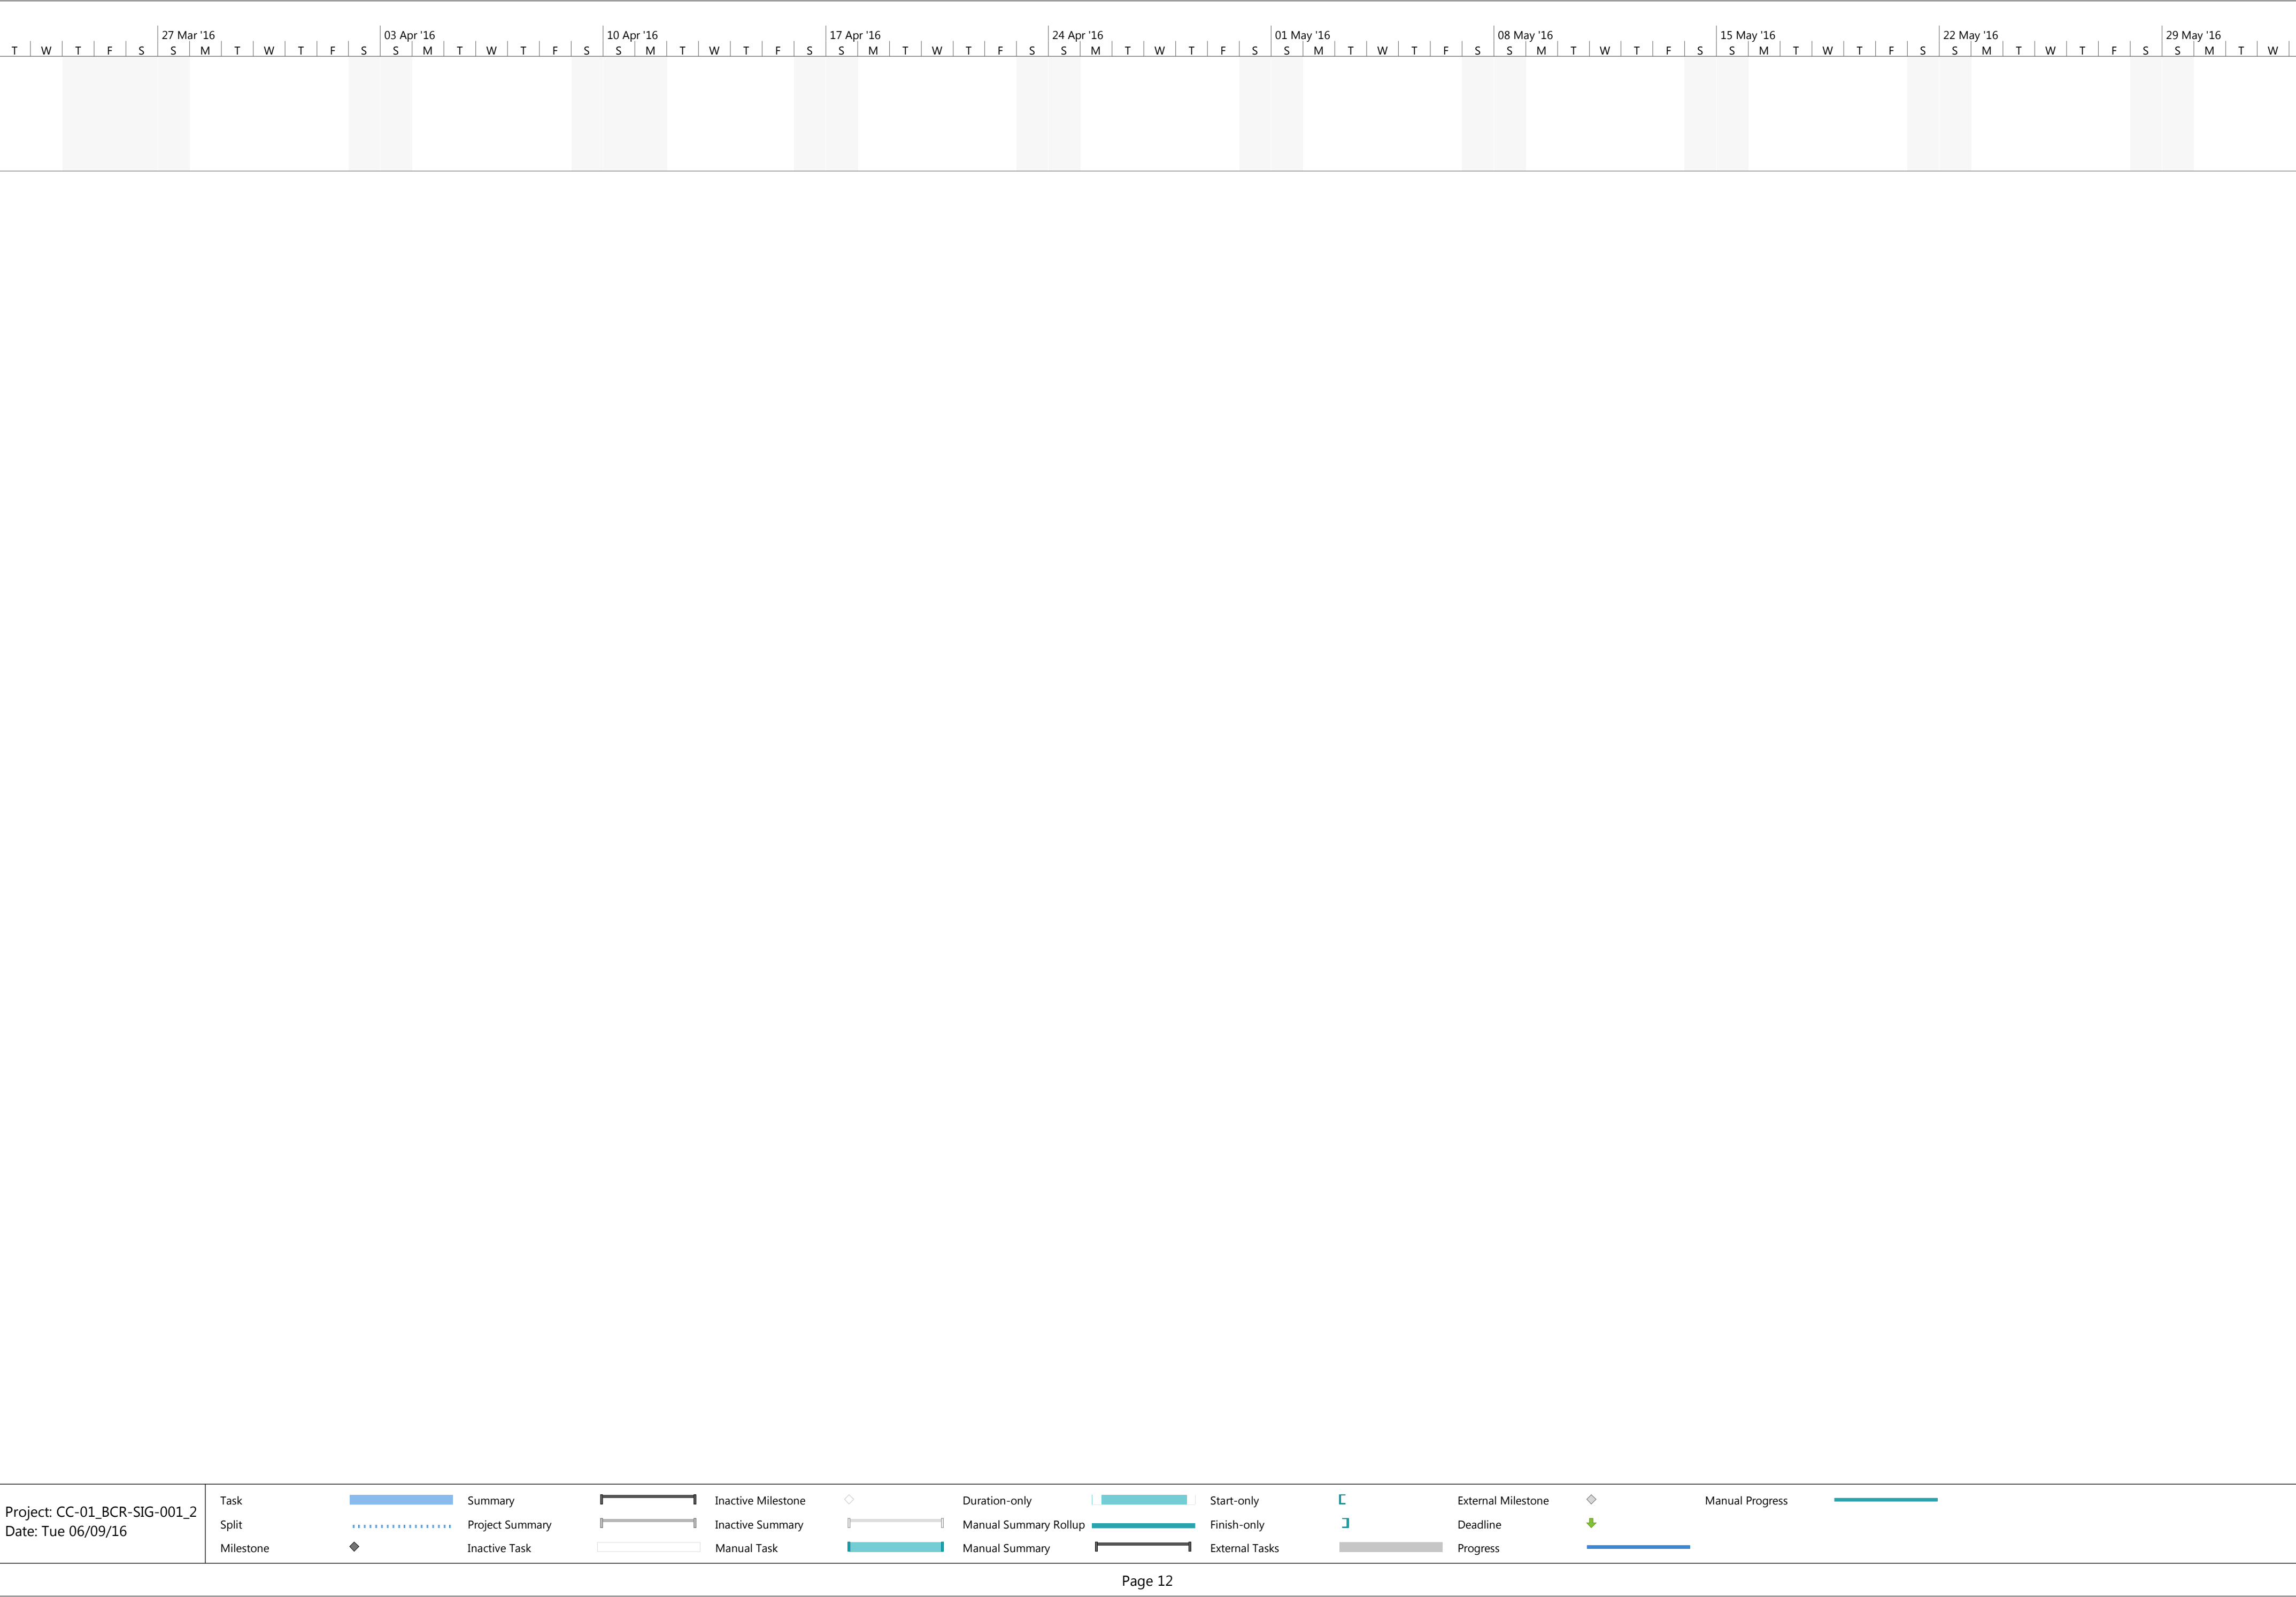 27 Mar '16 03 Apr '16 10 Apr '16 17 Apr '16 24 Apr '16 01 May '16 08 May '16 15 May '16 22 May '16 29 May '16
T W T F S S M T W T F S S M T W T F S S M T W T F S S M T W T F S S M T W T F S S M T W T F S S M T W T F S S M T W T F S S M T W T F S S M T W
Task Summary Inactive Milestone Duration-only Start-only External Milestone Manual Progress
Project: CC-01_BCR-SIG-001_2
Split Project Summary Inactive Summary Manual Summary Rollup Finish-only Deadline
Date: Tue 06/09/16
Milestone Inactive Task Manual Task Manual Summary External Tasks Progress
Page 12